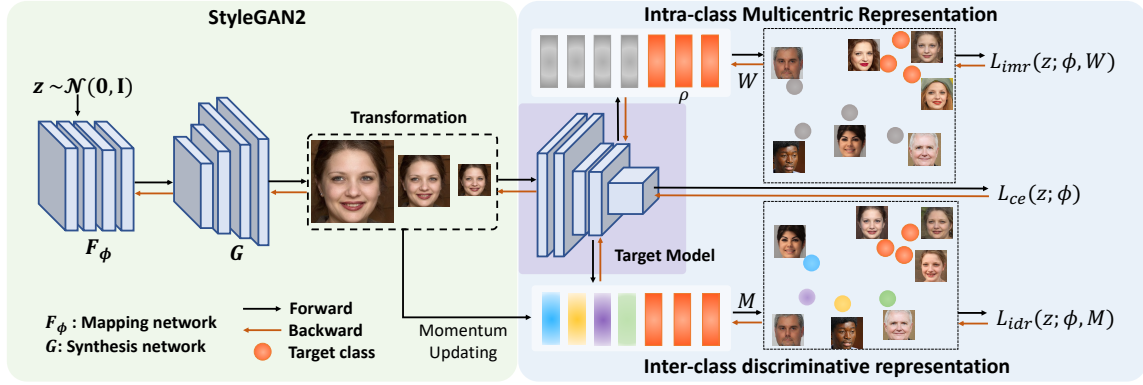 StyleGAN2
z ~ 𝒩(0, I)
F_ϕ
G
Transformation
F_ϕ : Mapping network
G: Synthesis network
Forward
Backward
Target class
Momentum
Updating
Intra-class Multicentric Representation
ρ
W
L_imr(z; ϕ, W)
L_ce(z; ϕ)
Target Model
M
L_idr(z; ϕ, M)
Inter-class discriminative representation